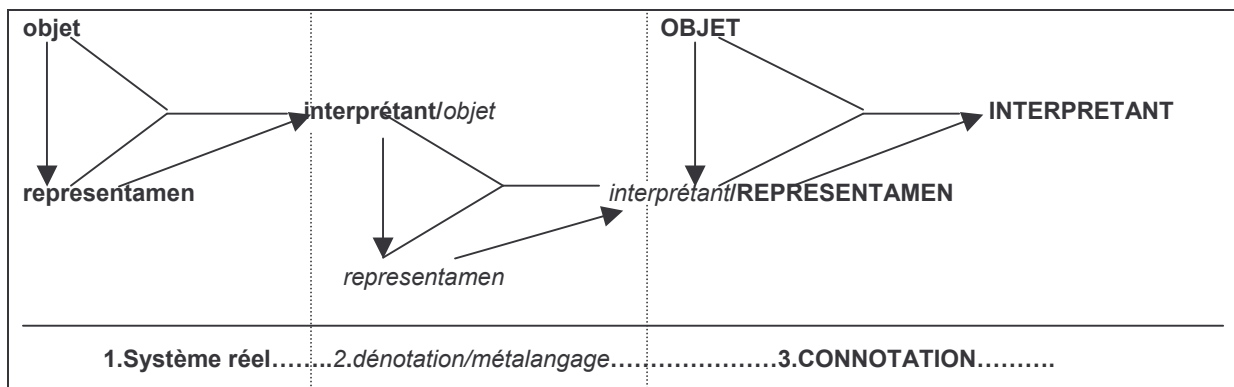 objet OBJET
interprétant/objet INTERPRETANT
representamen interprétant/REPRESENTAMEN
representamen
1.Système réel……..2.dénotation/métalangage…………………3.CONNOTATION……….